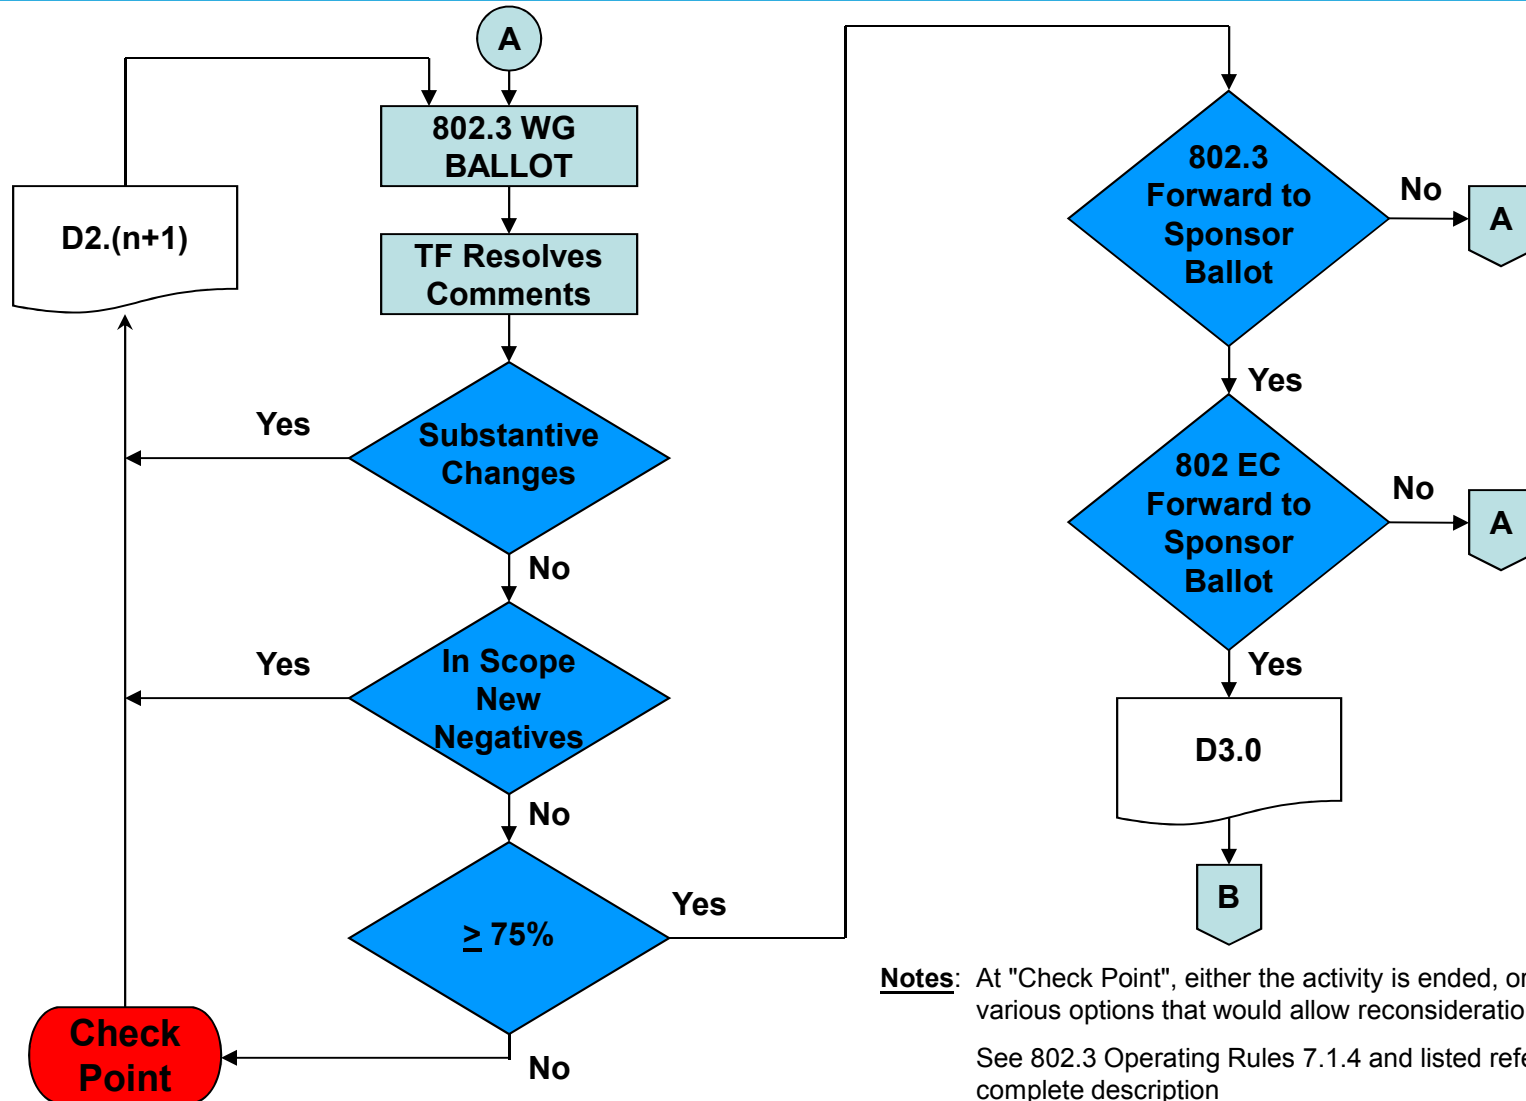 A
802.3 WG
BALLOT
D2.(n+1)
TF Resolves
Comments
Yes
Substantive
Changes
No
Yes
In Scope
New
Negatives
No
≥ 75%
Yes
No
Check
Point
802.3
Forward to
Sponsor
Ballot
No
A
Yes
802 EC
Forward to
Sponsor
Ballot
No
A
Yes
D3.0
B
Notes: At "Check Point", either the activity is ended, or
various options that would allow
See 802.3 Operating Rules 7.1.4 and listed
complete description